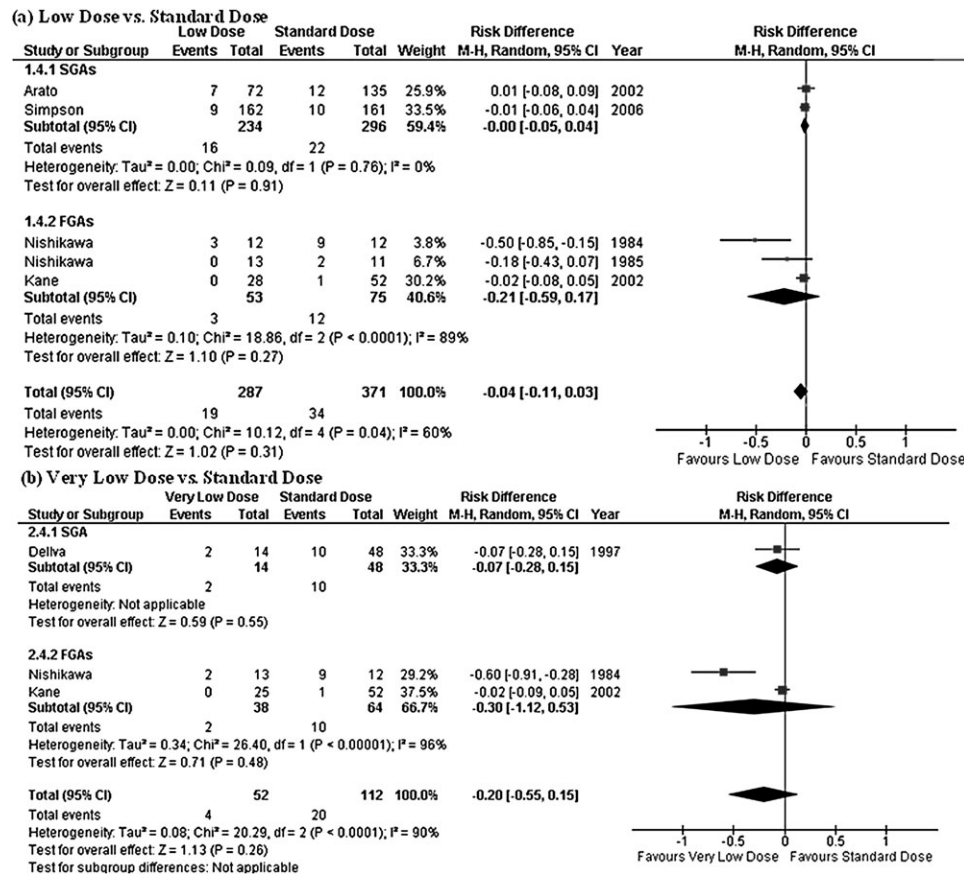 (a) Low Dose vs. Standard Dose
Low Dose Standard Dose Risk Difference Risk Difference
Study or Subgroup Events Total Events Total Weight M-H, Random, 95% CI Year M-H, Random, 95% CI
1.4.1 SGAs
Arato 7 72 12 135 25.9% 0.01 [-0.08, 0.09] 2002
Simpson 9 162 10 161 33.5% -0.01 [-0.06, 0.04] 2006
Subtotal (95% CI) 234 296 59.4% -0.00 [-0.05, 0.04]
Total events 16 22
Heterogeneity: Tau² = 0.00; Chi² = 0.09, df = 1 (P = 0.76); I² = 0%
Test for overall effect: Z = 0.11 (P = 0.91)
1.4.2 FGAs
Nishikawa 3 12 9 12 3.8% -0.50 [-0.85, -0.15] 1984
Nishikawa 0 13 2 11 6.7% -0.18 [-0.43, 0.07] 1985
Kane 0 28 1 52 30.2% -0.02 [-0.08, 0.05] 2002
Subtotal (95% CI) 53 75 40.6% -0.21 [-0.59, 0.17]
Total events 3 12
Heterogeneity: Tau² = 0.10; Chi² = 18.86, df = 2 (P < 0.0001); I² = 89%
Test for overall effect: Z = 1.10 (P = 0.27)
Total (95% CI) 287 371 100.0% -0.04 [-0.11, 0.03]
Total events 19 34
Heterogeneity: Tau² = 0.00; Chi² = 10.12, df = 4 (P = 0.04); I² = 60%
Test for overall effect: Z = 1.02 (P = 0.31)
-1 -0.5 0 0.5 1
Favours Low Dose Favours Standard Dose
(b) Very Low Dose vs. Standard Dose
Very Low Dose Standard Dose Risk Difference Risk Difference
Study or Subgroup Events Total Events Total Weight M-H, Random, 95% CI Year M-H, Random, 95% CI
2.4.1 SGA
Dellva 2 14 10 48 33.3% -0.07 [-0.28, 0.15] 1997
Subtotal (95% CI) 14 48 33.3% -0.07 [-0.28, 0.15]
Total events 2 10
Heterogeneity: Not applicable
Test for overall effect: Z = 0.59 (P = 0.55)
2.4.2 FGAs
Nishikawa 2 13 9 12 29.2% -0.60 [-0.91, -0.28] 1984
Kane 0 25 1 52 37.5% -0.02 [-0.09, 0.05] 2002
Subtotal (95% CI) 38 64 66.7% -0.30 [-1.12, 0.53]
Total events 2 10
Heterogeneity: Tau² = 0.34; Chi² = 26.40, df = 1 (P < 0.00001); I² = 96%
Test for overall effect: Z = 0.71 (P = 0.48)
Total (95% CI) 52 112 100.0% -0.20 [-0.55, 0.15]
Total events 4 20
Heterogeneity: Tau² = 0.08; Chi² = 20.29, df = 2 (P < 0.0001); I² = 90%
Test for overall effect: Z = 1.13 (P = 0.26)
Test for subgroup differences: Not applicable
-1 -0.5 0 0.5 1
Favours Very Low Dose Favours Standard Dose